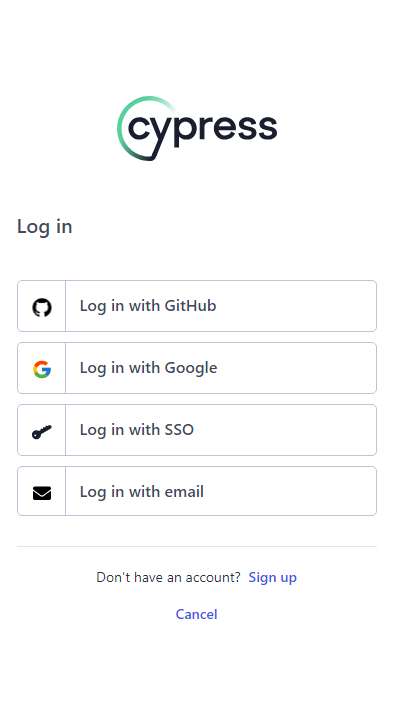 cypress
Log in
Log in with GitHub
Log in with Google
Log in with SSO
Log in with email
Don't have an account? Sign up
Cancel